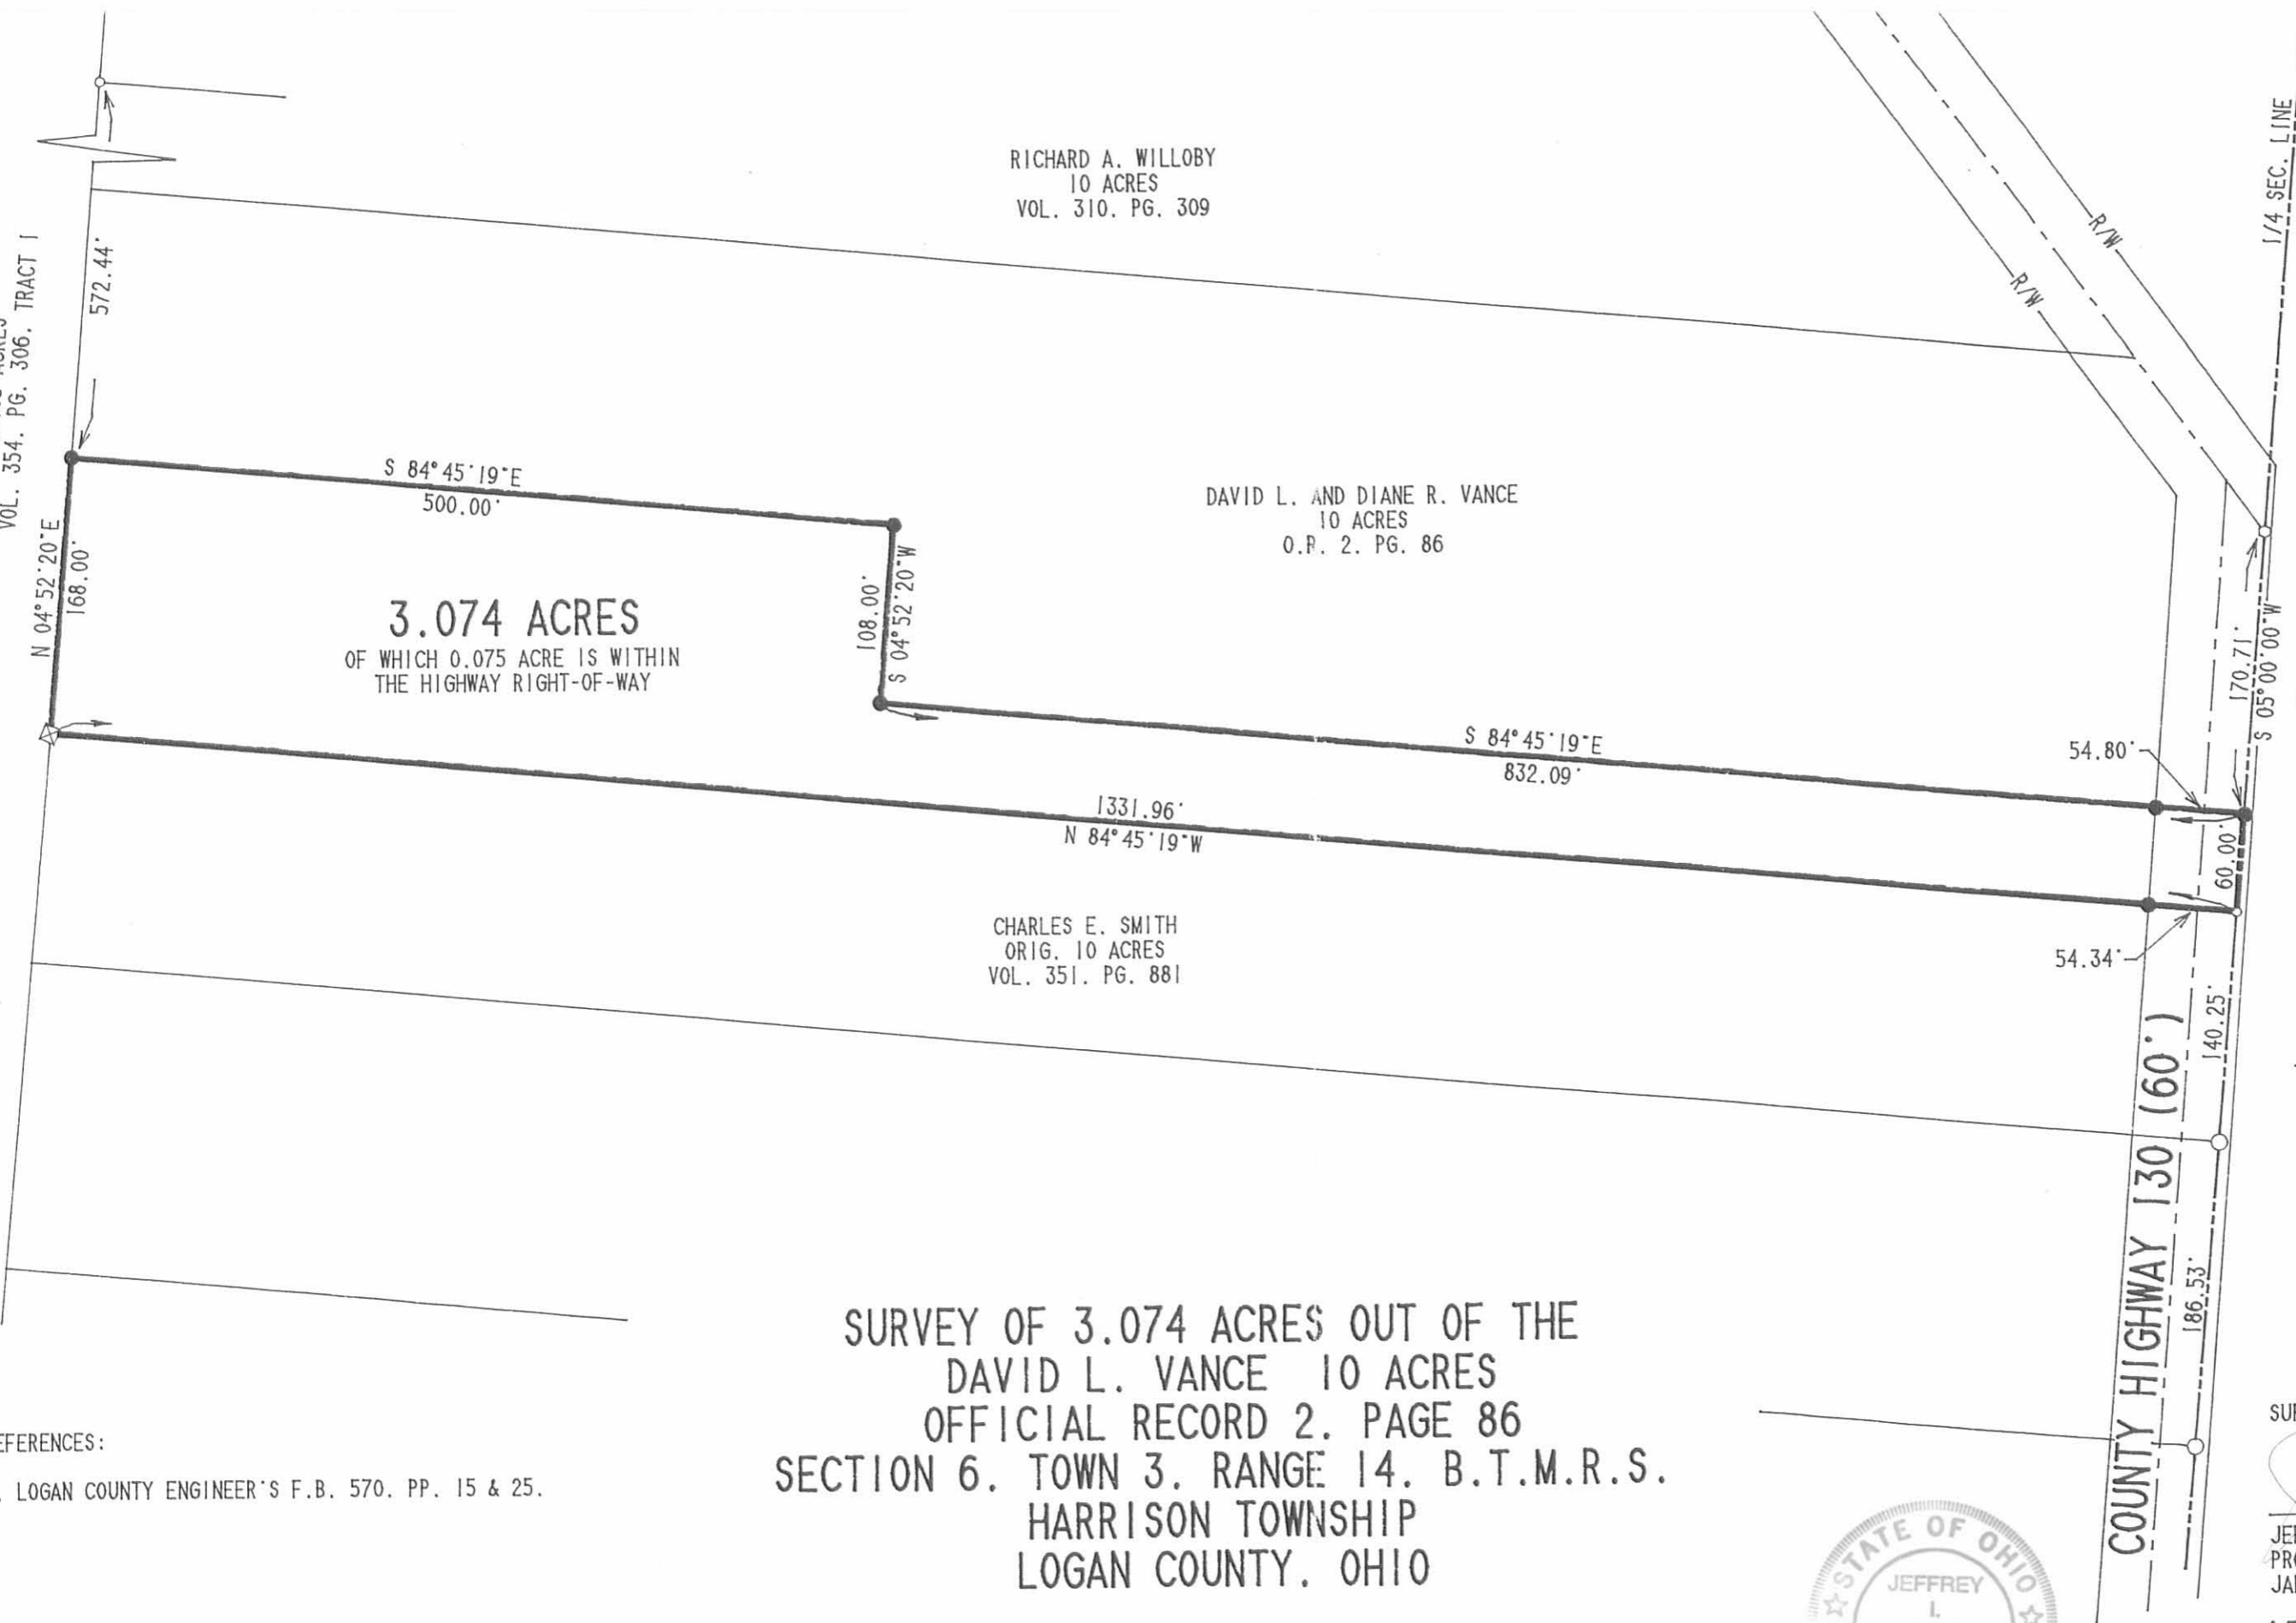 1/4 SEC. LINE
RICHARD A. WILLOBY
10 ACRES
VOL. 310. PG. 309
R/W
R/W
572.44'
VOL. 354. PG. 306. TRACT 1
S 84°45'19"E
500.00'
DAVID L. AND DIANE R. VANCE
10 ACRES
O.R. 2. PG. 86
N 04°52'20"E
168.00'
3.074 ACRES
OF WHICH 0.075 ACRE IS WITHIN
THE HIGHWAY RIGHT-OF-WAY
108.00'
S 04°52'20"W
170.71'
S 05°00'00"W
S 84°45'19"E
832.09'
54.80'
1331.96'
N 84°45'19"W
60.00'
CHARLES E. SMITH
ORIG. 10 ACRES
VOL. 351. PG. 881
54.34'
140.25'
COUNTY HIGHWAY 130 (60')
186.53'
SURVEY OF 3.074 ACRES OUT OF THE
DAVID L. VANCE 10 ACRES
OFFICIAL RECORD 2. PAGE 86
SECTION 6. TOWN 3. RANGE 14. B.T.M.R.S.
HARRISON TOWNSHIP
LOGAN COUNTY. OHIO
EFERENCES:
LOGAN COUNTY ENGINEER'S F.B. 570. PP. 15 & 25.
STATE OF OHIO
JEFFREY
I.
SU
JE
PR
JA